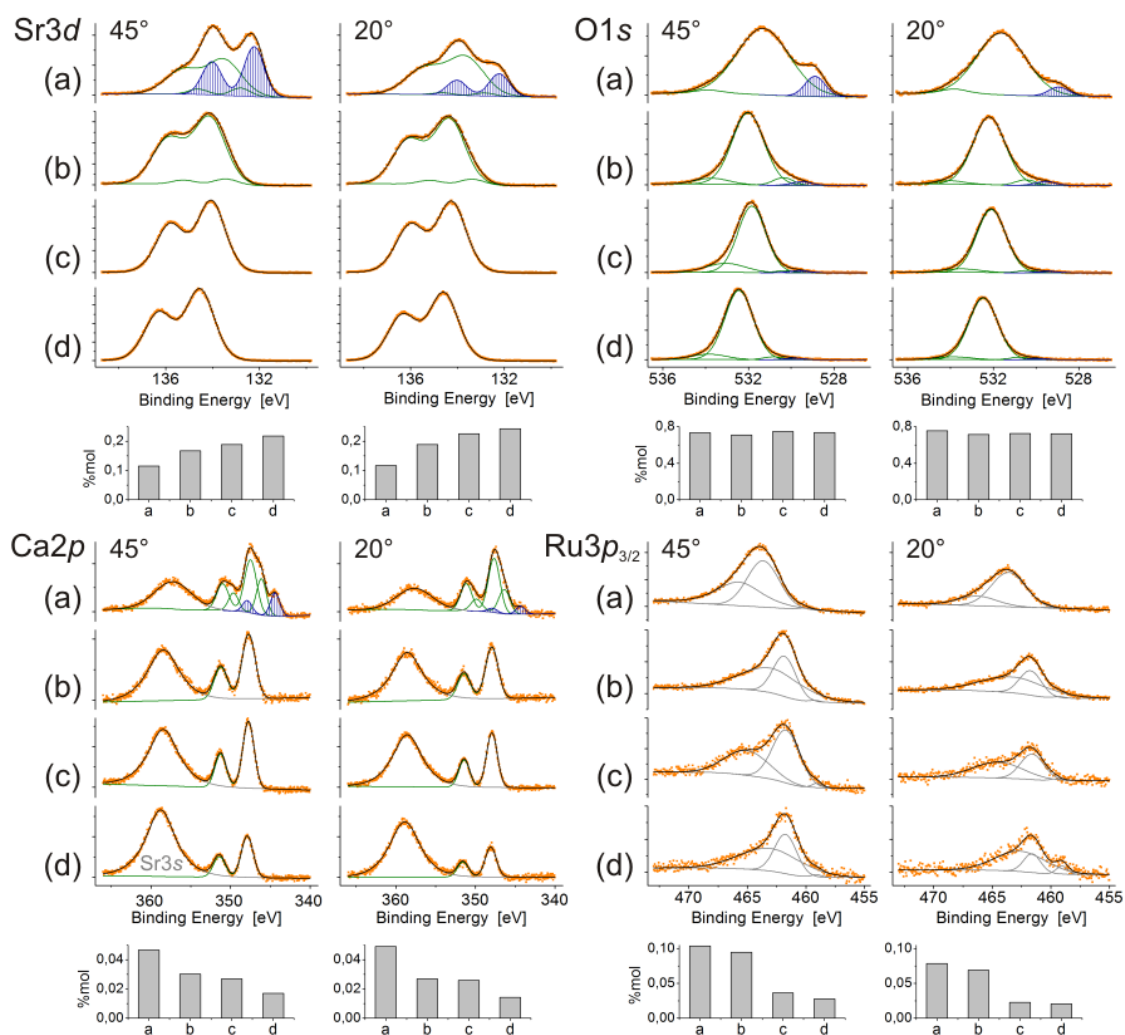 Sr3d 45° 20° O1s 45° 20°
(a) (a)
(b) (b)
(c) (c)
(d) (d)
136 132 136 132 536 532 528 536 532 528
Binding Energy [eV] Binding Energy [eV] Binding Energy [eV] Binding Energy [eV]
%mol 0,2 0,1 0,0 a b c d
0,2 0,1 0,0 a b c d
%mol 0,8 0,4 0,0 a b c d
0,8 0,4 0,0 a b c d
Ca2p 45° 20° Ru3p3/2 45° 20°
(a) (a)
(b) (b)
(c) (c)
(d) Sr3s (d)
360 350 340 360 350 340 470 465 460 455 470 465 460 455
Binding Energy [eV] Binding Energy [eV] Binding Energy [eV] Binding Energy [eV]
%mol 0,04 0,02 0,00 a b c d
0,04 0,02 0,00 a b c d
%mol 0,10 0,05 0,00 a b c d
0,10 0,05 0,00 a b c d